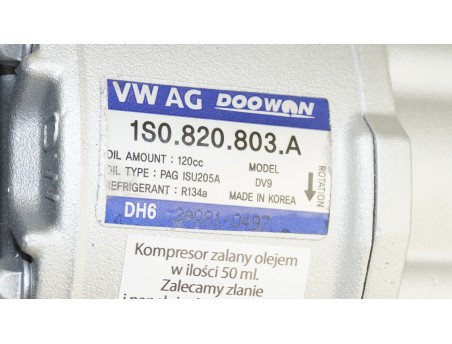 VW AG DOOWON
1S0.820.803.A
OIL AMOUNT : 120cc MODEL
OIL TYPE : PAG ISU205A DV9
REFRIGERANT : R134a MADE IN KOREA
ROTATION
DH6
Kompresor zalany olejem
w ilości 50 ml.
Zalecamy zlanie